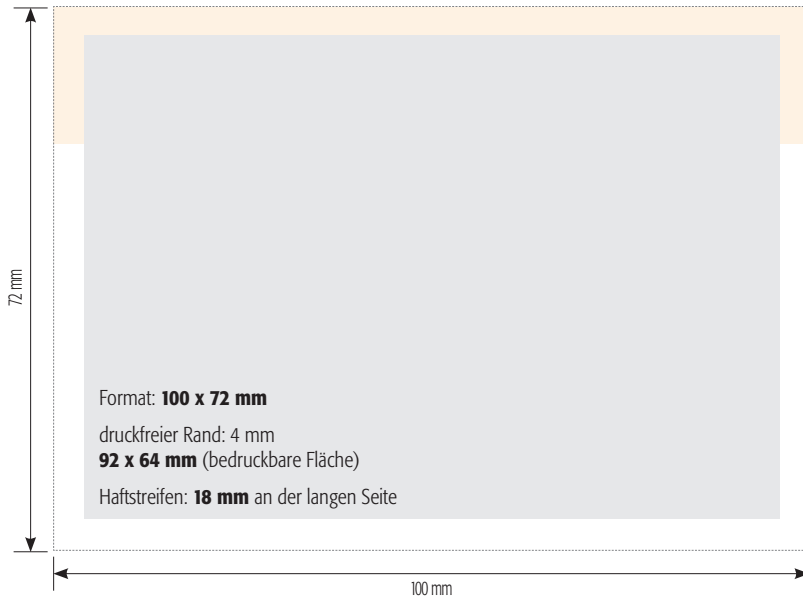 72 mm
Format: 100 x 72 mm
druckfreier Rand: 4 mm
92 x 64 mm (bedruckbare Fläche)
Haftstreifen: 18 mm an der langen Seite
100 mm